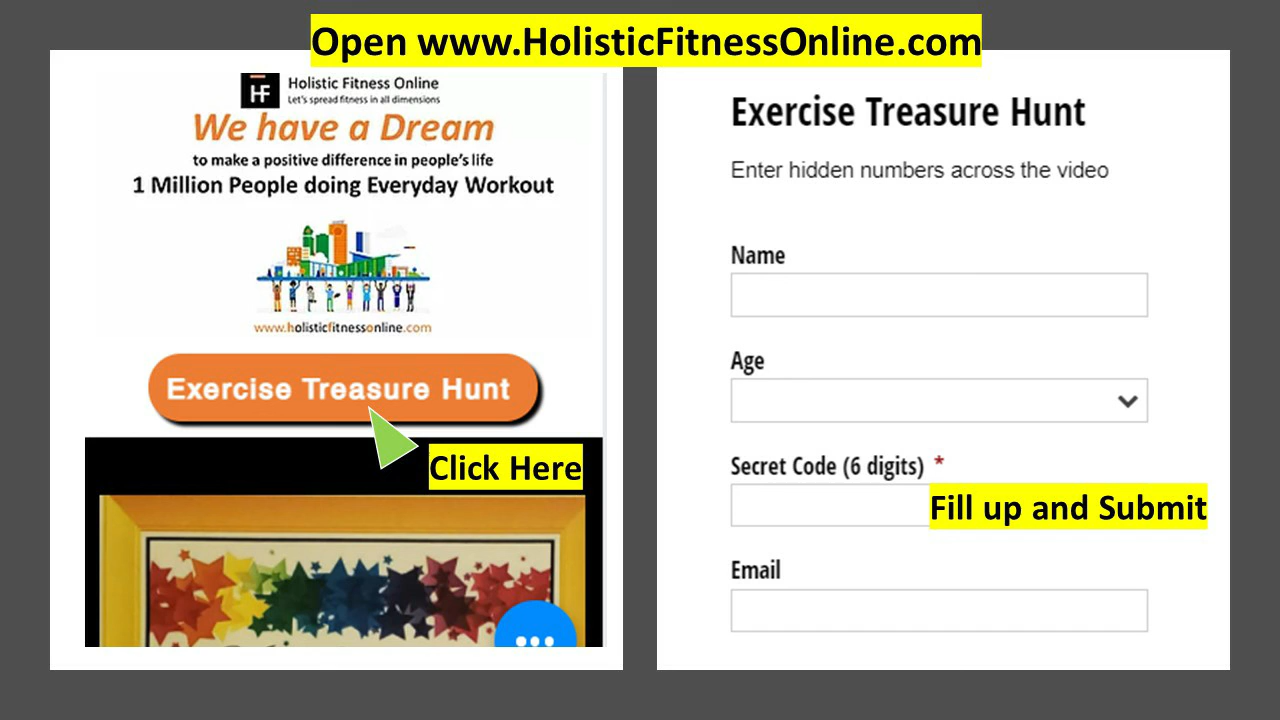 Open www.HolisticFitnessOnline.com
HF
Holistic Fitness Online
Let's spread fitness in all dimensions
We have a Dream
to make a positive difference in people's life
1 Million People doing Everyday Workout
www.holisticfitnessonline.com
Exercise Treasure Hunt
Click Here
Exercise Treasure Hunt
Enter hidden numbers across the video
Name
Age
Secret Code (6 digits) *
Fill up and Submit
Email